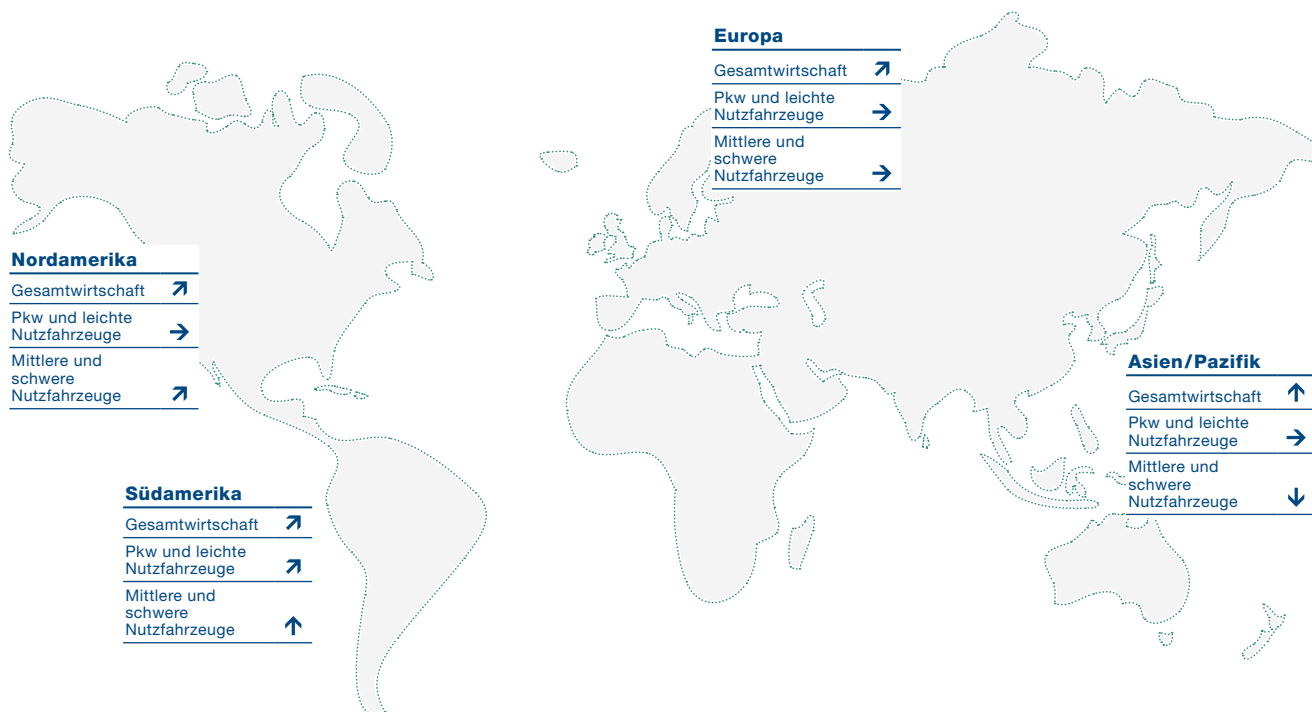 Europa
Gesamtwirtschaft ↗
Pkw und leichte
Nutzfahrzeuge →
Mittlere und
schwere
Nutzfahrzeuge →
Nordamerika
Gesamtwirtschaft ↗
Pkw und leichte
Nutzfahrzeuge →
Mittlere und
schwere
Nutzfahrzeuge ↗
Asien/Pazifik
Gesamtwirtschaft ↑
Pkw und leichte
Nutzfahrzeuge →
Mittlere und
schwere
Nutzfahrzeuge ↓
Südamerika
Gesamtwirtschaft ↗
Pkw und leichte
Nutzfahrzeuge ↗
Mittlere und
schwere
Nutzfahrzeuge ↑